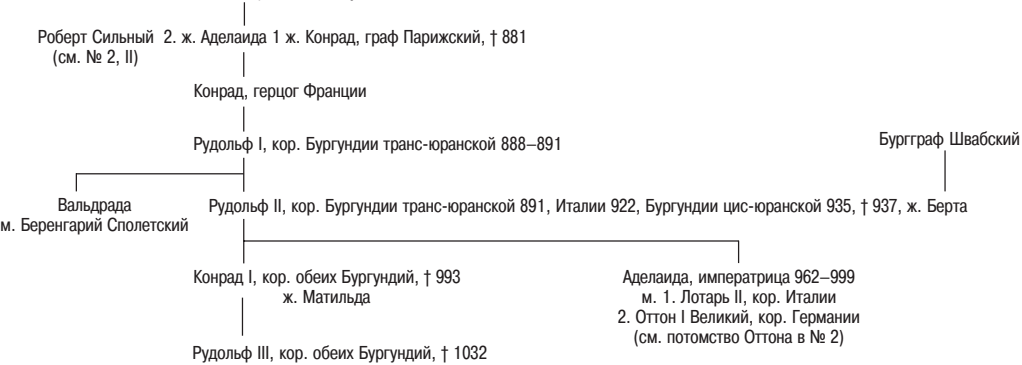 Роберт Сильный 2. ж. Аделаида 1 ж. Конрад, граф Парижский, † 881
(см. № 2, II)
Конрад, герцог Франции
Рудольф I, кор. Бургундии транс-юранской 888–891
Бургграф Швабский
Вальдрада
м. Беренгарий Сполетский
Рудольф II, кор. Бургундии транс-юранской 891, Италии 922, Бургундии цис-юранской 935, † 937, ж. Берта
Конрад I, кор. обеих Бургундий, † 993
ж. Матильда
Аделаида, императрица 962–999
м. 1. Лотарь II, кор. Италии
2. Оттон I Великий, кор. Германии
(см. потомство Оттона в № 2)
Рудольф III, кор. обеих Бургундий, † 1032